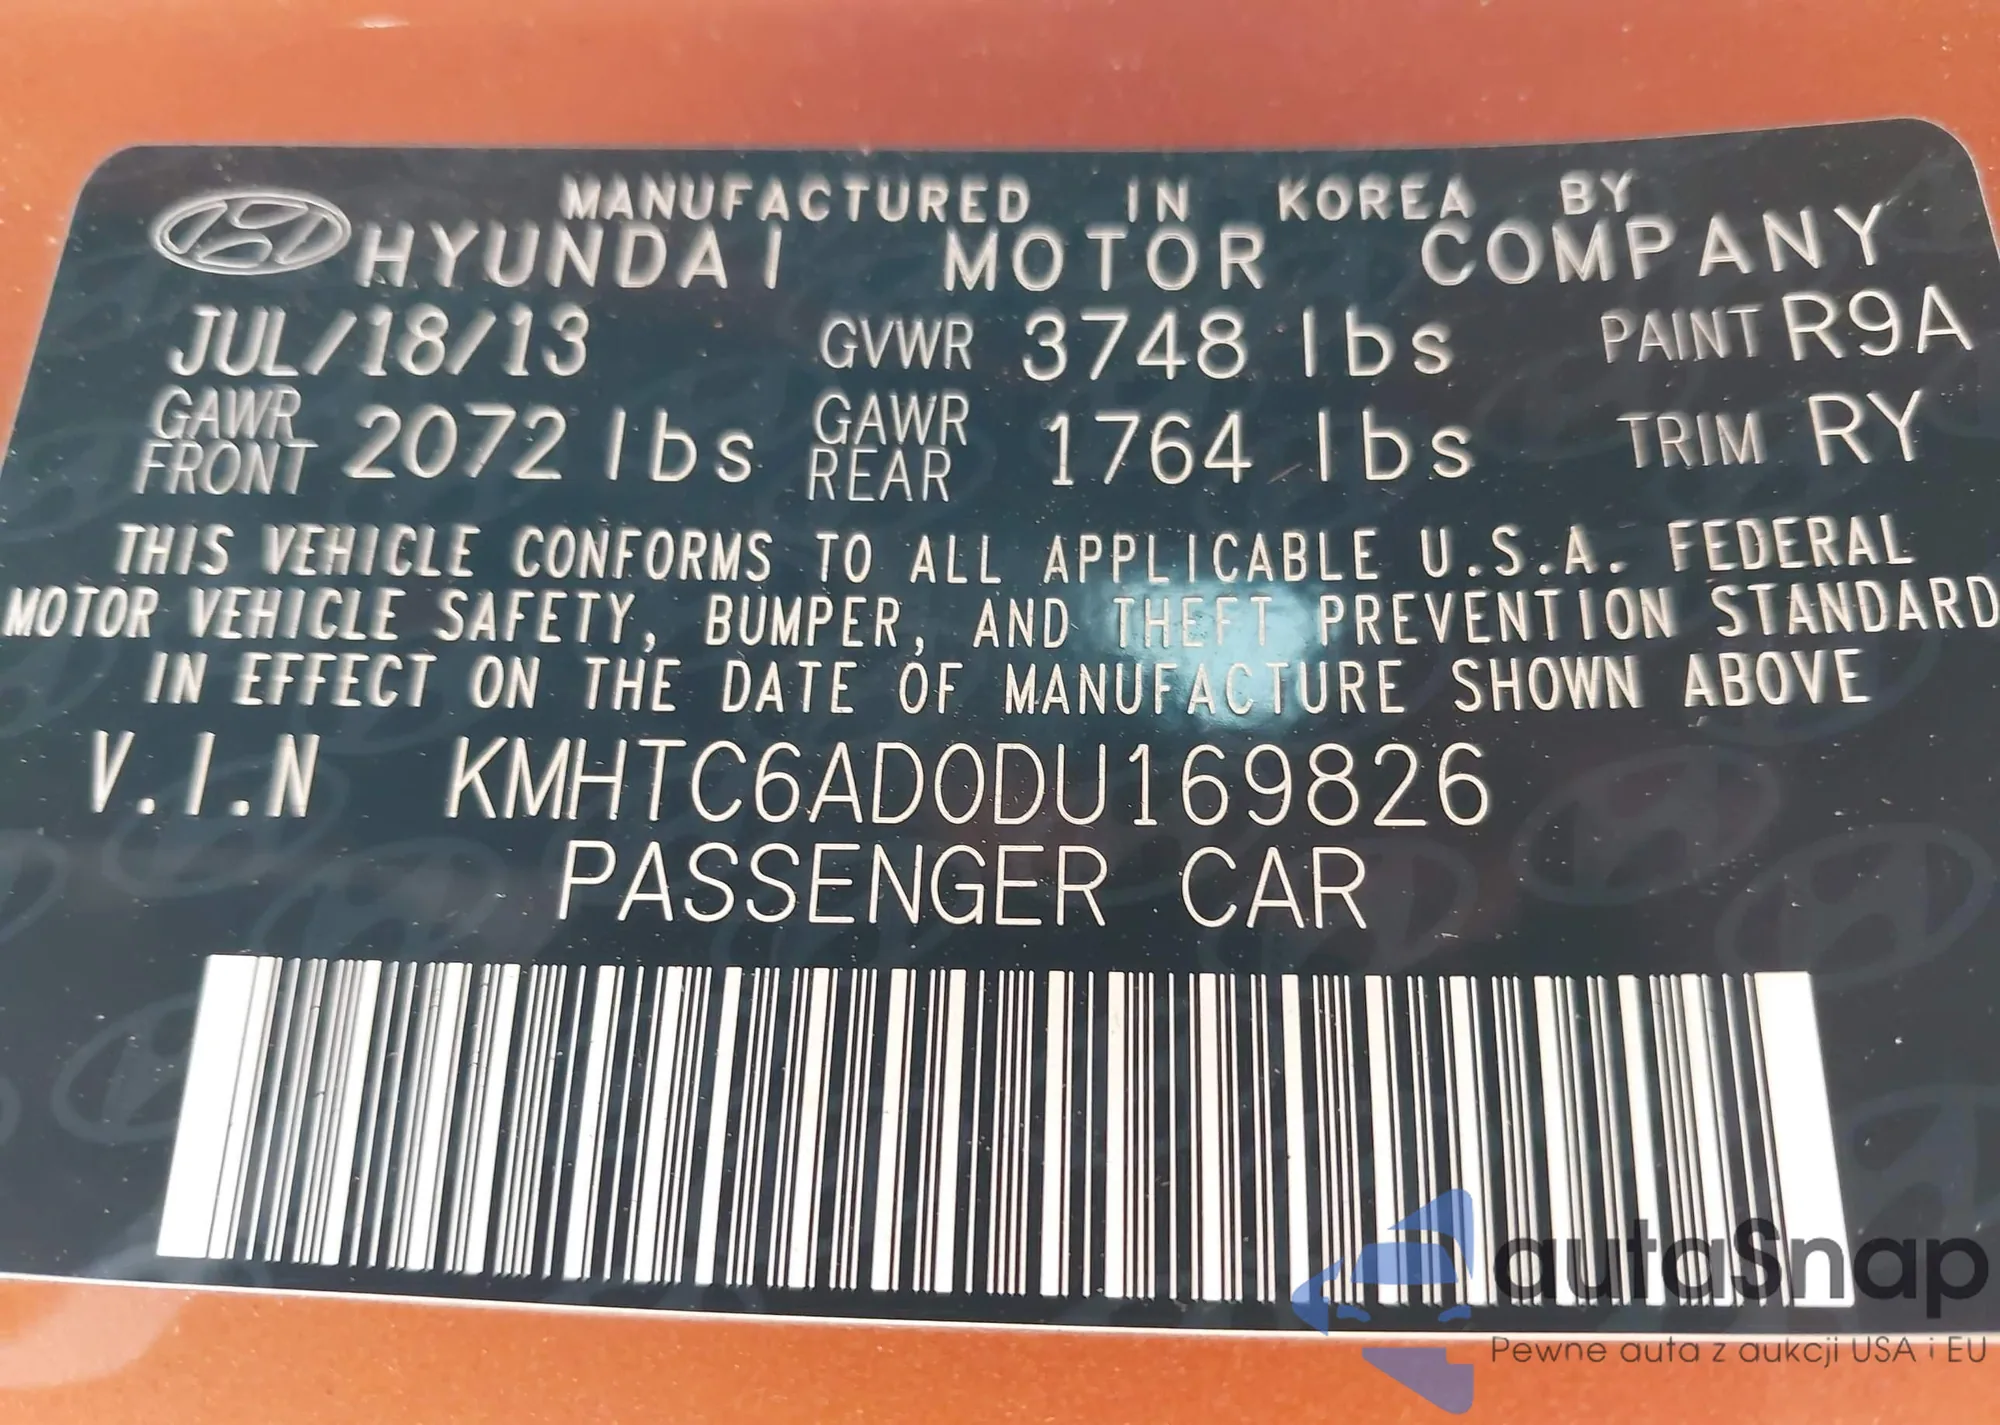 MANUFACTURED IN KOREA BY
HYUNDAI MOTOR COMPANY
JUL/18/13 GVWR 3748 lbs PAINT R9A
GAWR FRONT 2072 lbs GAWR REAR 1764 lbs TRIM RY
THIS VEHICLE CONFORMS TO ALL APPLICABLE U.S.A. FEDERAL
MOTOR VEHICLE SAFETY, BUMPER, AND THEFT PREVENTION STANDARD
IN EFFECT ON THE DATE OF MANUFACTURE SHOWN ABOVE
V.I.N KMHTC6AD0DU169826
PASSENGER CAR
autaSnap
Pewne auta z aukcji USA i EU